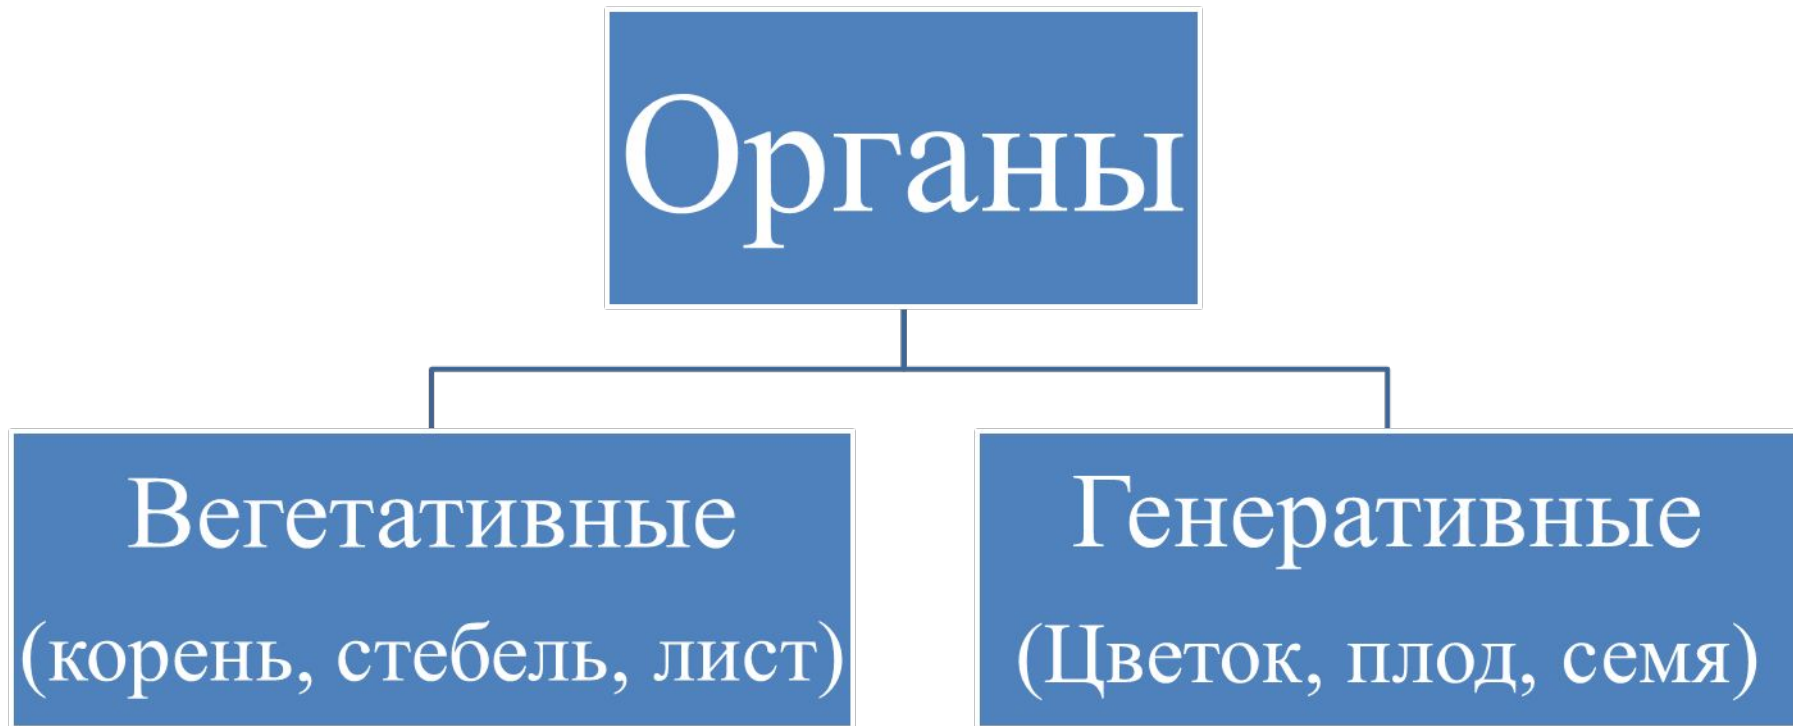 Органы
Вегетативные
(корень, стебель, лист)
Генеративные
(Цветок, плод, семя)